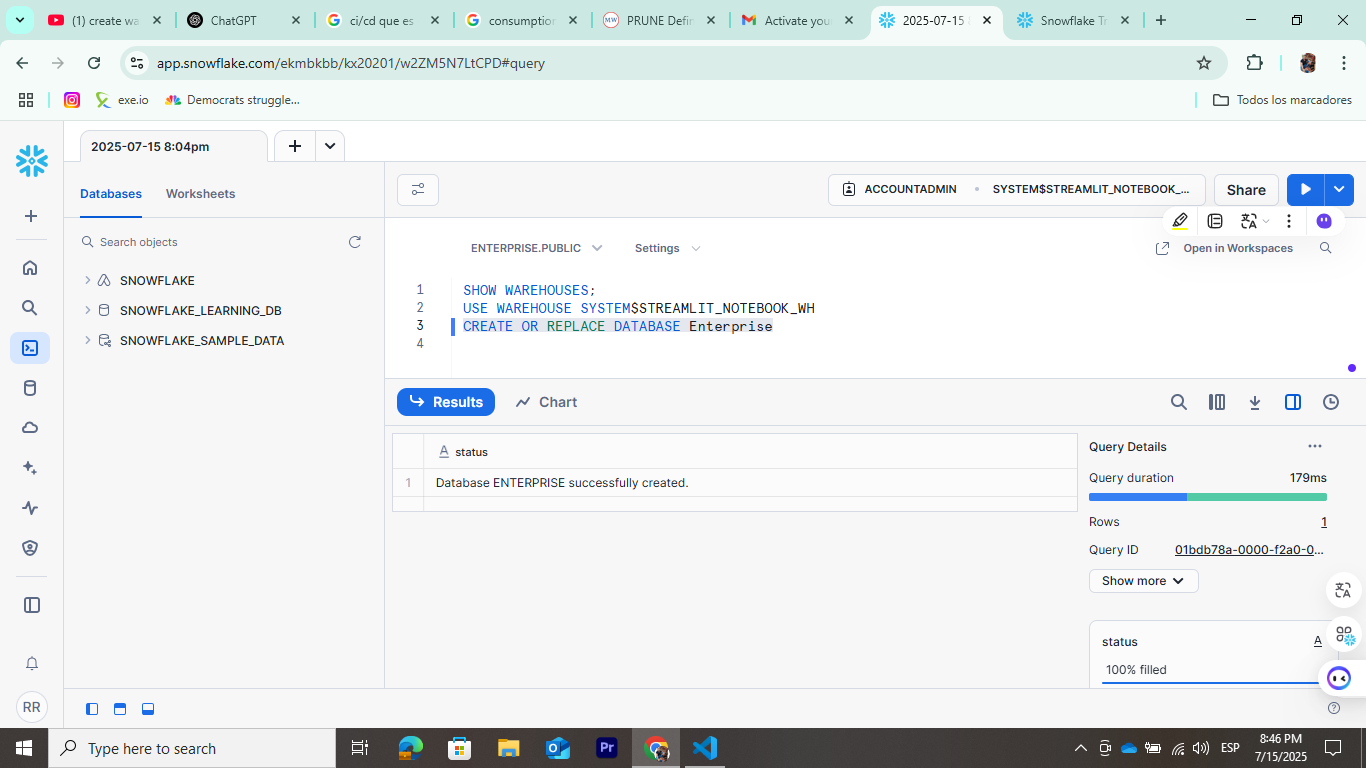 (1) create wa
ChatGPT
ci/cd que es
consumption
PRUNE Defin
Activate you
2025-07-15
Snowflake Tr
app.snowflake.com/ekmbkbb/kx20201/w2ZM5N7LtCPD#query
exe.io
Democrats struggle...
Todos los marcadores
2025-07-15 8:04pm
Databases
Worksheets
ACCOUNTADMIN
SYSTEM$STREAMLIT_NOTEBOOK_...
Share
Search objects
ENTERPRISE.PUBLIC
Settings
Open in Workspaces
SNOWFLAKE
SNOWFLAKE_LEARNING_DB
SNOWFLAKE_SAMPLE_DATA
1 SHOW WAREHOUSES;
2 USE WAREHOUSE SYSTEM$STREAMLIT_NOTEBOOK_WH
3 CREATE OR REPLACE DATABASE Enterprise
4
Results
Chart
A status
1 Database ENTERPRISE successfully created.
Query Details
Query duration 179ms
Rows 1
Query ID 01bdb78a-0000-f2a0-0...
Show more
status A
100% filled
RR
Type here to search
Pr
ESP
8:46 PM
7/15/2025